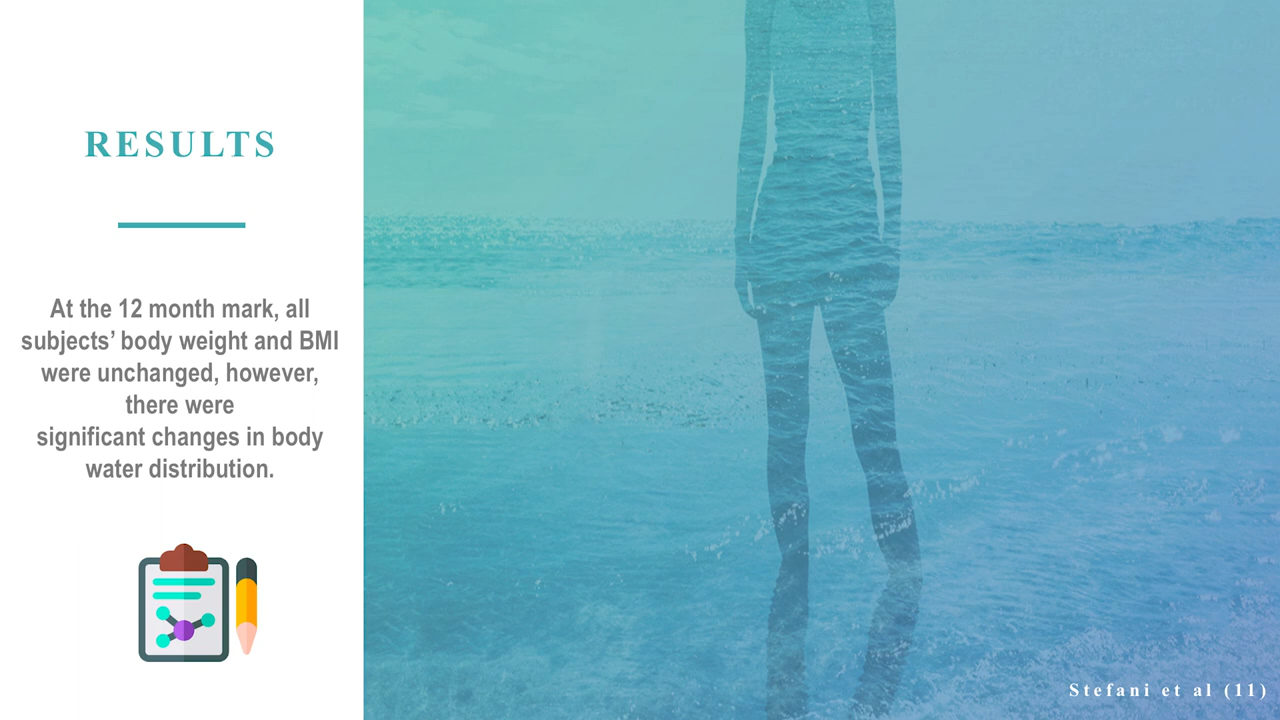 RESULTS
At the 12 month mark, all
subjects’ body weight and BMI
were unchanged, however,
there were
significant changes in body
water distribution.
Stefani et al (11)